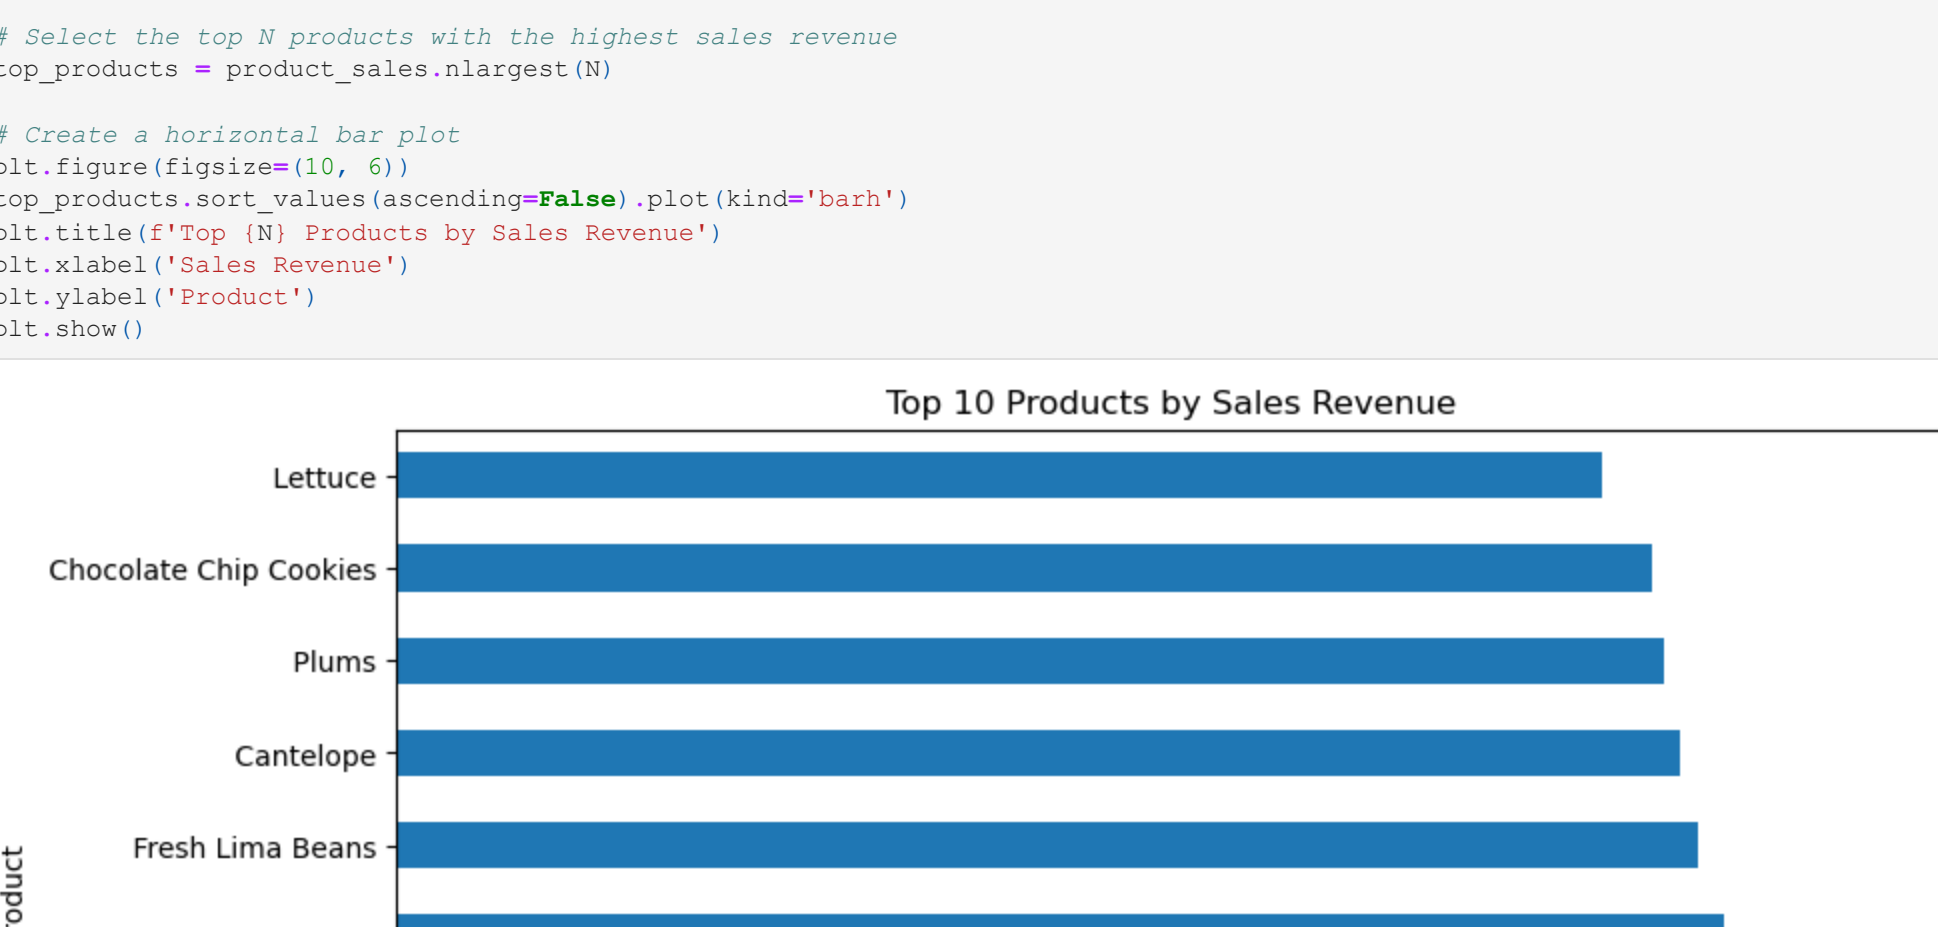 # Select the top N products with the highest sales revenue
top_products = product_sales.nlargest(N)
# Create a horizontal bar plot
plt.figure(figsize=(10, 6))
top_products.sort_values(ascending=False).plot(kind='barh')
plt.title(f'Top {N} Products by Sales Revenue')
plt.xlabel('Sales Revenue')
plt.ylabel('Product')
plt.show()
Top 10 Products by Sales Revenue
Lettuce
Chocolate Chip Cookies
Plums
Cantelope
Fresh Lima Beans
roduct